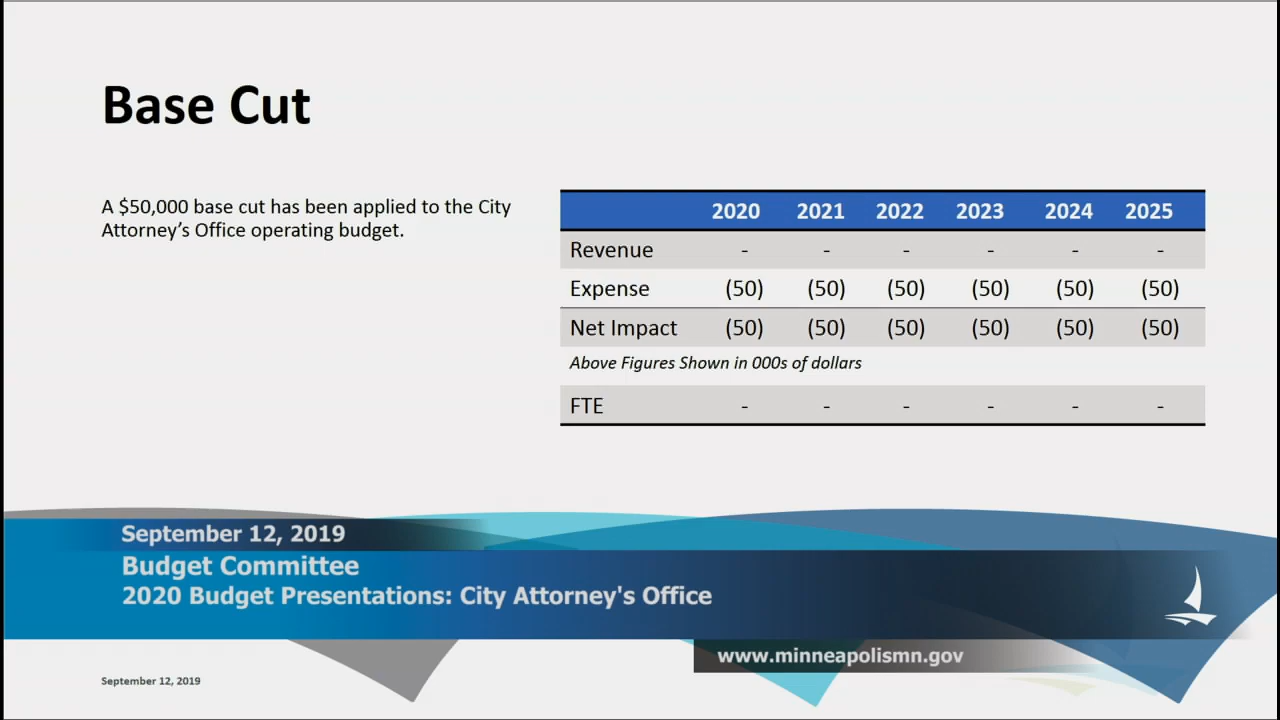 Base Cut
A $50,000 base cut has been applied to the City
Attorney’s Office operating budget.
2020 2021 2022 2023 2024 2025
Revenue - - - - - -
Expense (50) (50) (50) (50) (50) (50)
Net Impact (50) (50) (50) (50) (50) (50)
Above Figures Shown in 000s of dollars
FTE - - - - - -
September 12, 2019
Budget Committee
2020 Budget Presentations: City Attorney's Office
www.minneapolismn.gov
September 12, 2019